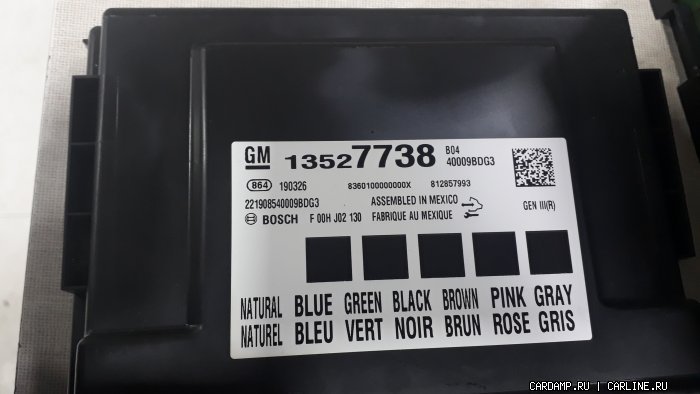 GM 13527738 B04
40009BDG3
864 190326 8360100000000X 812857993
221908540009BDG3 ASSEMBLED IN MEXICO
BOSCH F 00H J02 130 FABRIQUE AU MEXIQUE GEN III(R)
NATURAL BLUE GREEN BLACK BROWN PINK GRAY
NATUREL BLEU VERT NOIR BRUN ROSE GRIS
CARDAMP.RU | CARLINE.RU